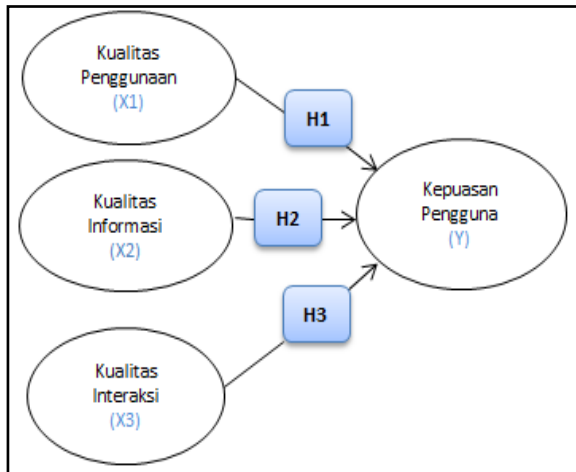 Kualitas
Penggunaan
(X1)
H1
Kualitas
Informasi
(X2)
H2
Kepuasan
Pengguna
(Y)
H3
Kualitas
Interaksi
(X3)